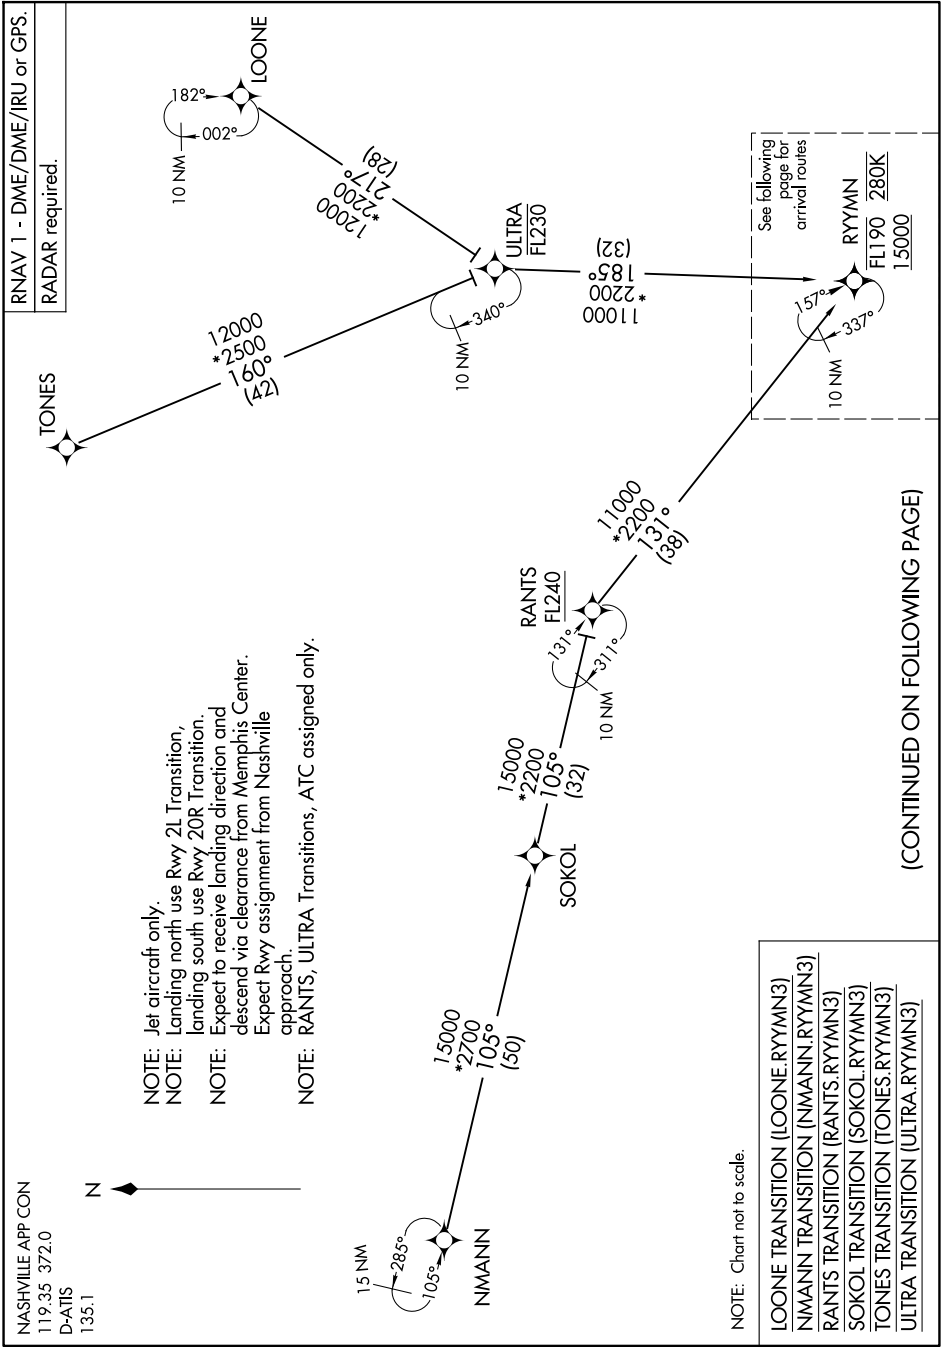 NASHVILLE APP CON
119.35 372.0
D-ATIS
135.1
RNAV 1 - DME/DME/IRU or GPS.
RADAR required.
N
NOTE: Jet aircraft only.
NOTE: Landing north use Rwy 2L Transition,
landing south use Rwy 20R Transition.
NOTE: Expect to receive landing direction and
descend via clearance from Memphis Center.
Expect Rwy assignment from Nashville
approach.
NOTE: RANTS, ULTRA Transitions, ATC assigned only.
TONES
12000
*2500
160°
(42)
LOONE
182°
002°
10 NM
12000
*2200
217°
(28)
ULTRA
FL230
340°
10 NM
11000
*2200
185°
(32)
NMANN
15 NM
285°
105°
15000
*2700
105°
(50)
SOKOL
15000
*2200
105°
(32)
RANTS
FL240
131°
311°
10 NM
11000
*2200
131°
(38)
See following
page for
arrival routes
RYYMN
FL190 280K
15000
157°
337°
10 NM
NOTE: Chart not to scale.
LOONE TRANSITION (LOONE.RYYMN3)
NMANN TRANSITION (NMANN.RYYMN3)
RANTS TRANSITION (RANTS.RYYMN3)
SOKOL TRANSITION (SOKOL.RYYMN3)
TONES TRANSITION (TONES.RYYMN3)
ULTRA TRANSITION (ULTRA.RYYMN3)
(CONTINUED ON FOLLOWING PAGE)